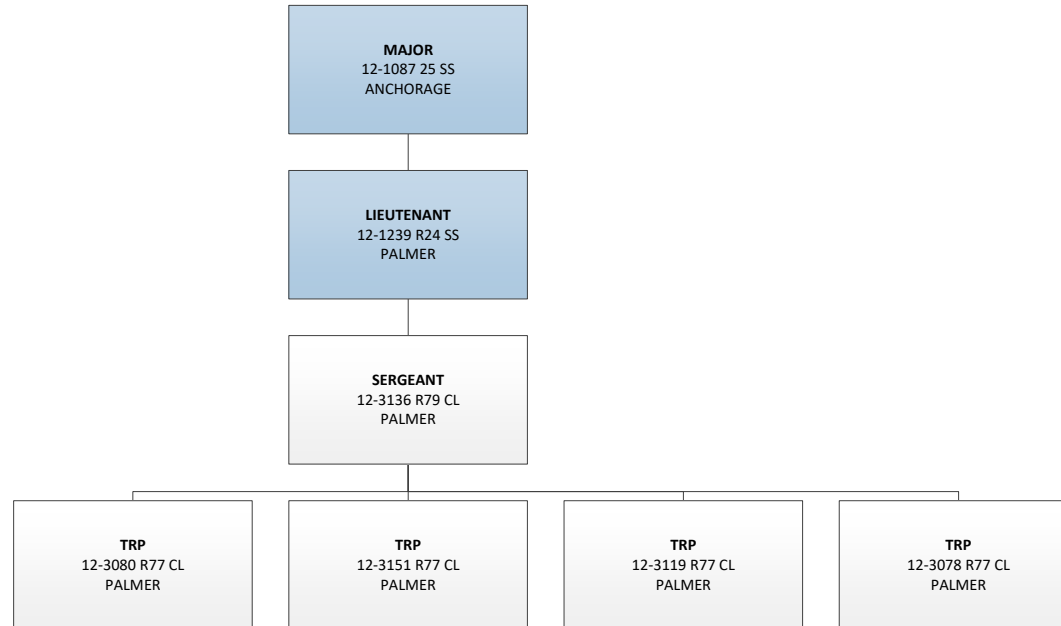 MAJOR
12-1087 25 SS
ANCHORAGE
LIEUTENANT
12-1239 R24 SS
PALMER
SERGEANT
12-3136 R79 CL
PALMER
TRP
12-3080 R77 CL
PALMER
TRP
12-3151 R77 CL
PALMER
TRP
12-3119 R77 CL
PALMER
TRP
12-3078 R77 CL
PALMER